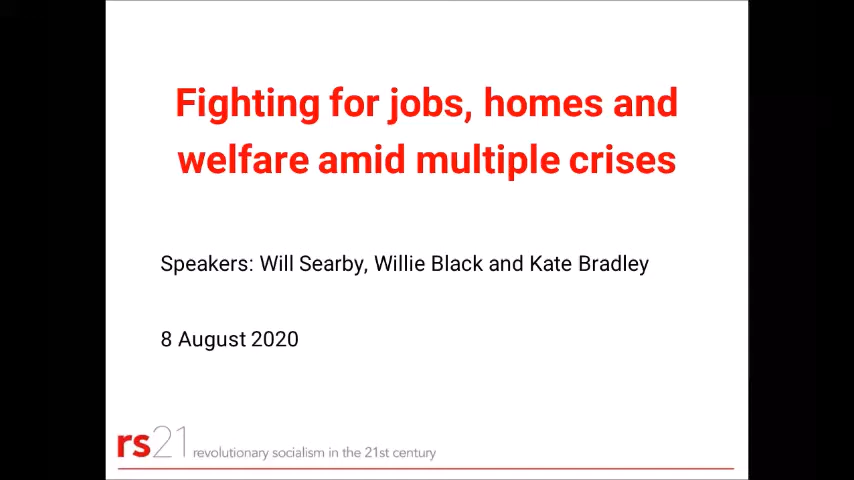 Fighting for jobs, homes and
welfare amid multiple crises
Speakers: Will Searby, Willie Black and Kate Bradley
8 August 2020
rs21 revolutionary socialism in the 21st century